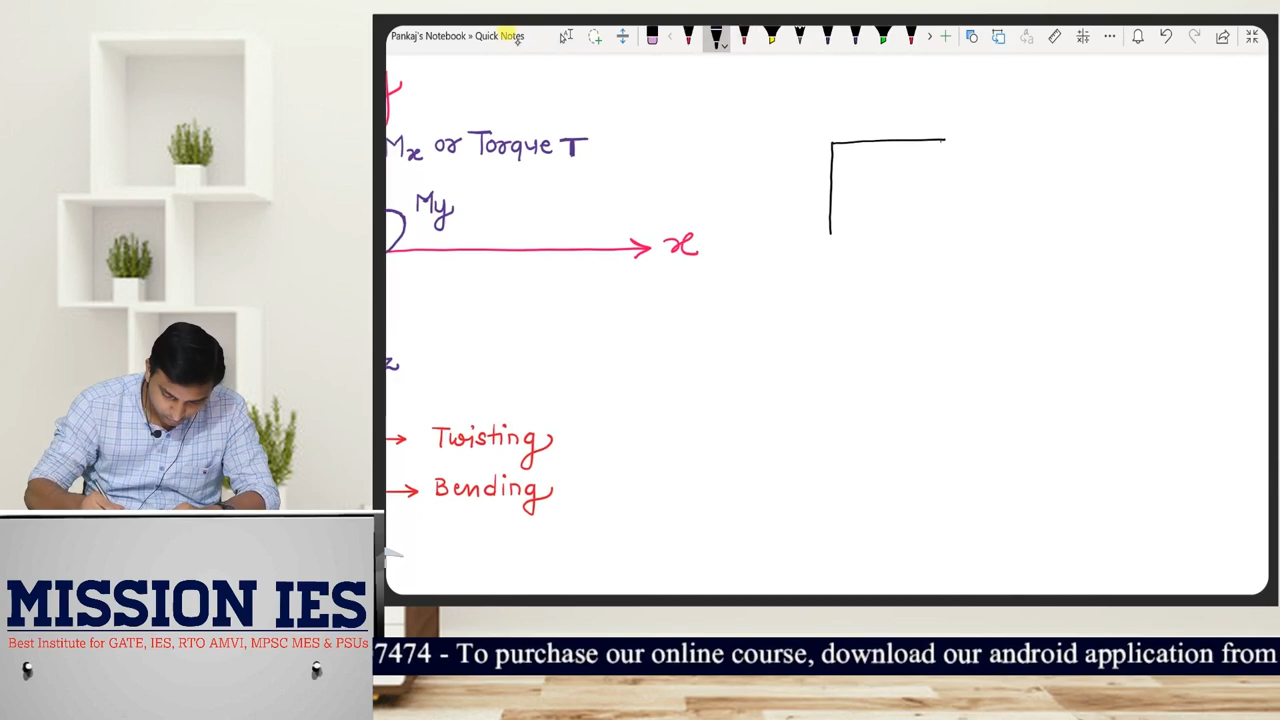 Pankaj's Notebook » Quick Notes
Mx or Torque T
My
x
z
→ Twisting
→ Bending
MISSION IES
Best Institute for GATE, IES, RTO AMVI, MPSC MES & PSUs
7474 - To purchase our online course, download our android application from